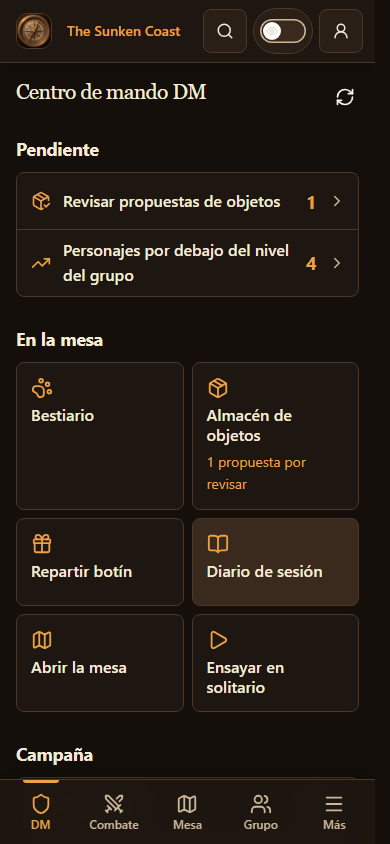 The Sunken Coast
Centro de mando DM
Pendiente
Revisar propuestas de objetos 1
Personajes por debajo del nivel
del grupo 4
En la mesa
Bestiario
Almacén de
objetos
1 propuesta por
revisar
Repartir botín
Diario de sesión
Abrir la mesa
Ensayar en
solitario
Campaña
DM
Combate
Mesa
Grupo
Más